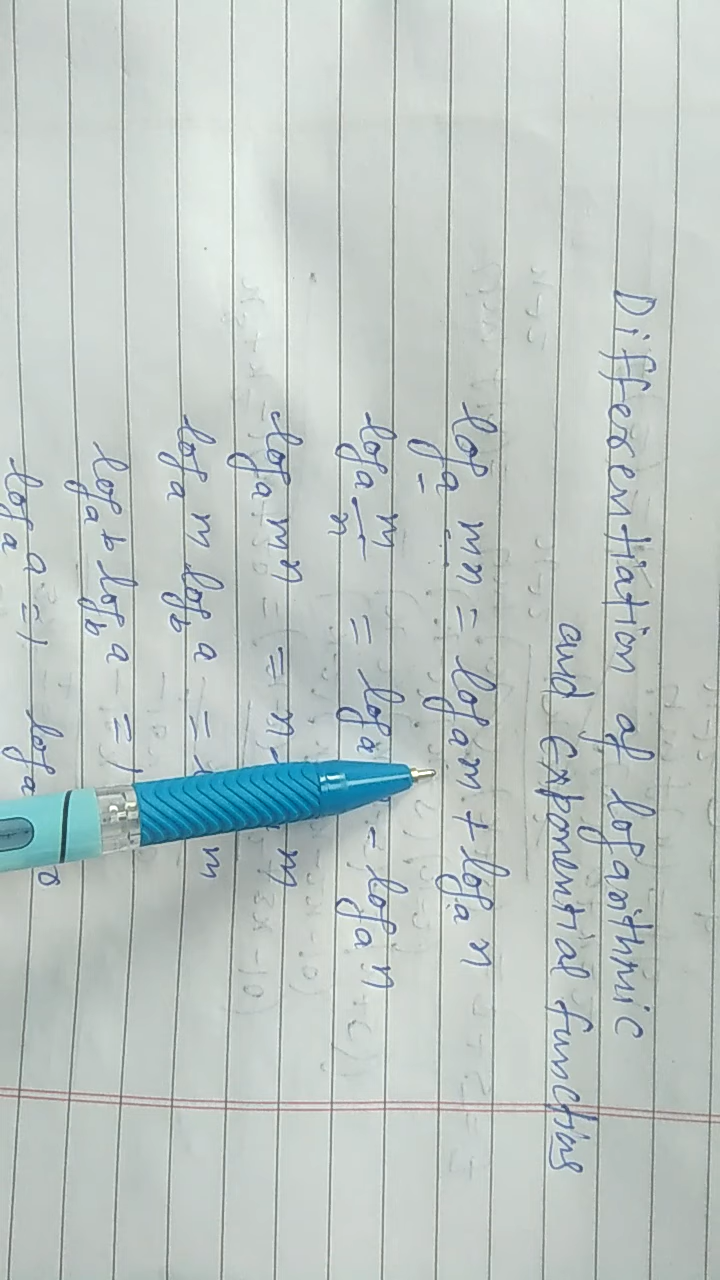 Differentiation of logarithmic
and Exponential functions
log_a mn = log_a m + log_a n
log_a m/n = log_a - log_a n
log_a mn = n m
log_a m log_b a = m
log_a b log_b a = 1
log_a a = 1 log_a